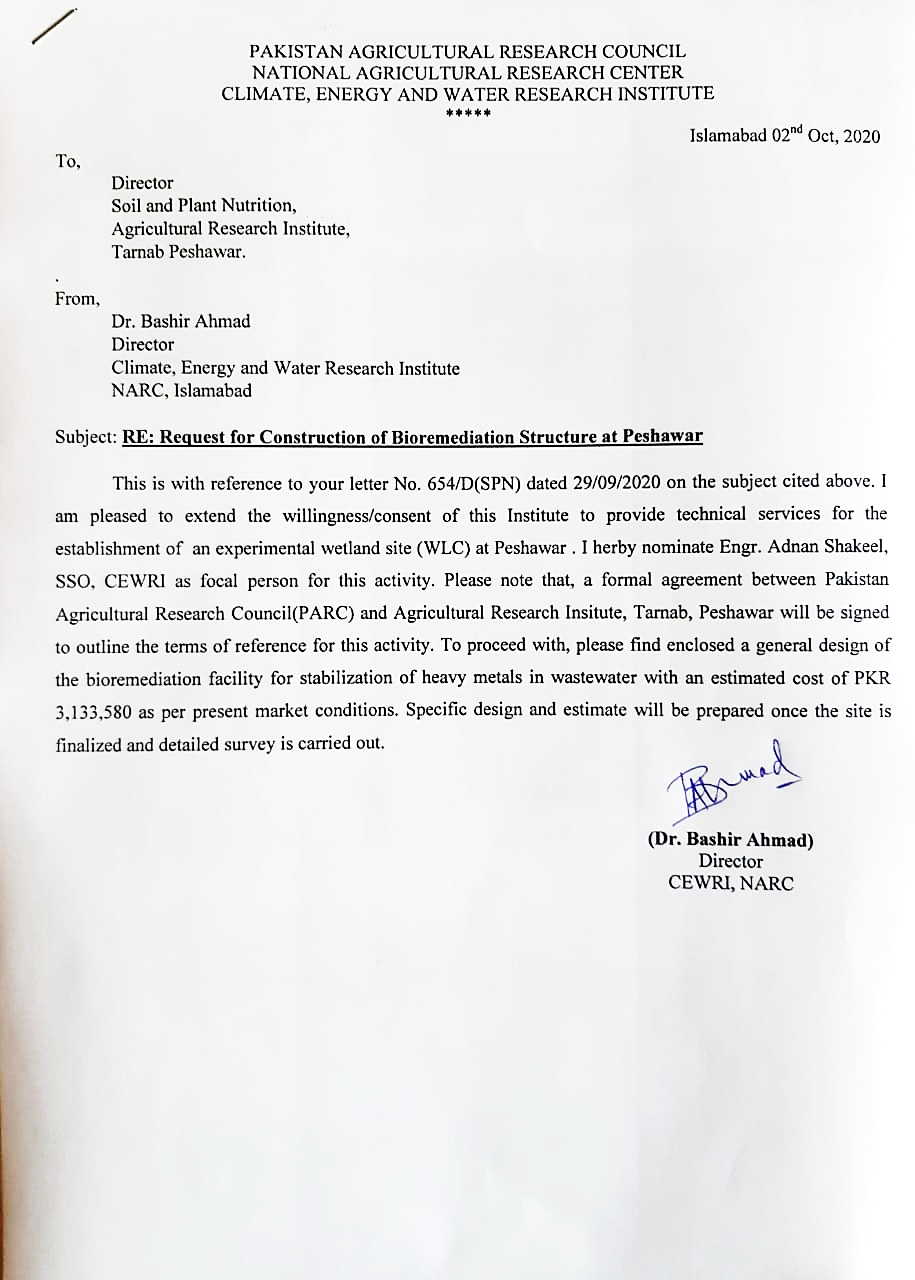 PAKISTAN AGRICULTURAL RESEARCH COUNCIL
NATIONAL AGRICULTURAL RESEARCH CENTER
CLIMATE, ENERGY AND WATER RESEARCH INSTITUTE
*****
Islamabad 02nd Oct, 2020
To,
Director
Soil and Plant Nutrition,
Agricultural Research Institute,
Tarnab Peshawar.
.
From,
Dr. Bashir Ahmad
Director
Climate, Energy and Water Research Institute
NARC, Islamabad
Subject: RE: Request for Construction of Bioremediation Structure at Peshawar
This is with reference to your letter No. 654/D(SPN) dated 29/09/2020 on the subject cited above. I
am pleased to extend the willingness/consent of this Institute to provide technical services for the
establishment of an experimental wetland site (WLC) at Peshawar . I herby nominate Engr. Adnan Shakeel,
SSO, CEWRI as focal person for this activity. Please note that, a formal agreement between Pakistan
Agricultural Research Council(PARC) and Agricultural Research Insitute, Tarnab, Peshawar will be signed
to outline the terms of reference for this activity. To proceed with, please find enclosed a general design of
the bioremediation facility for stabilization of heavy metals in wastewater with an estimated cost of PKR
3,133,580 as per present market conditions. Specific design and estimate will be prepared once the site is
finalized and detailed survey is carried out.
(Dr. Bashir Ahmad)
Director
CEWRI, NARC